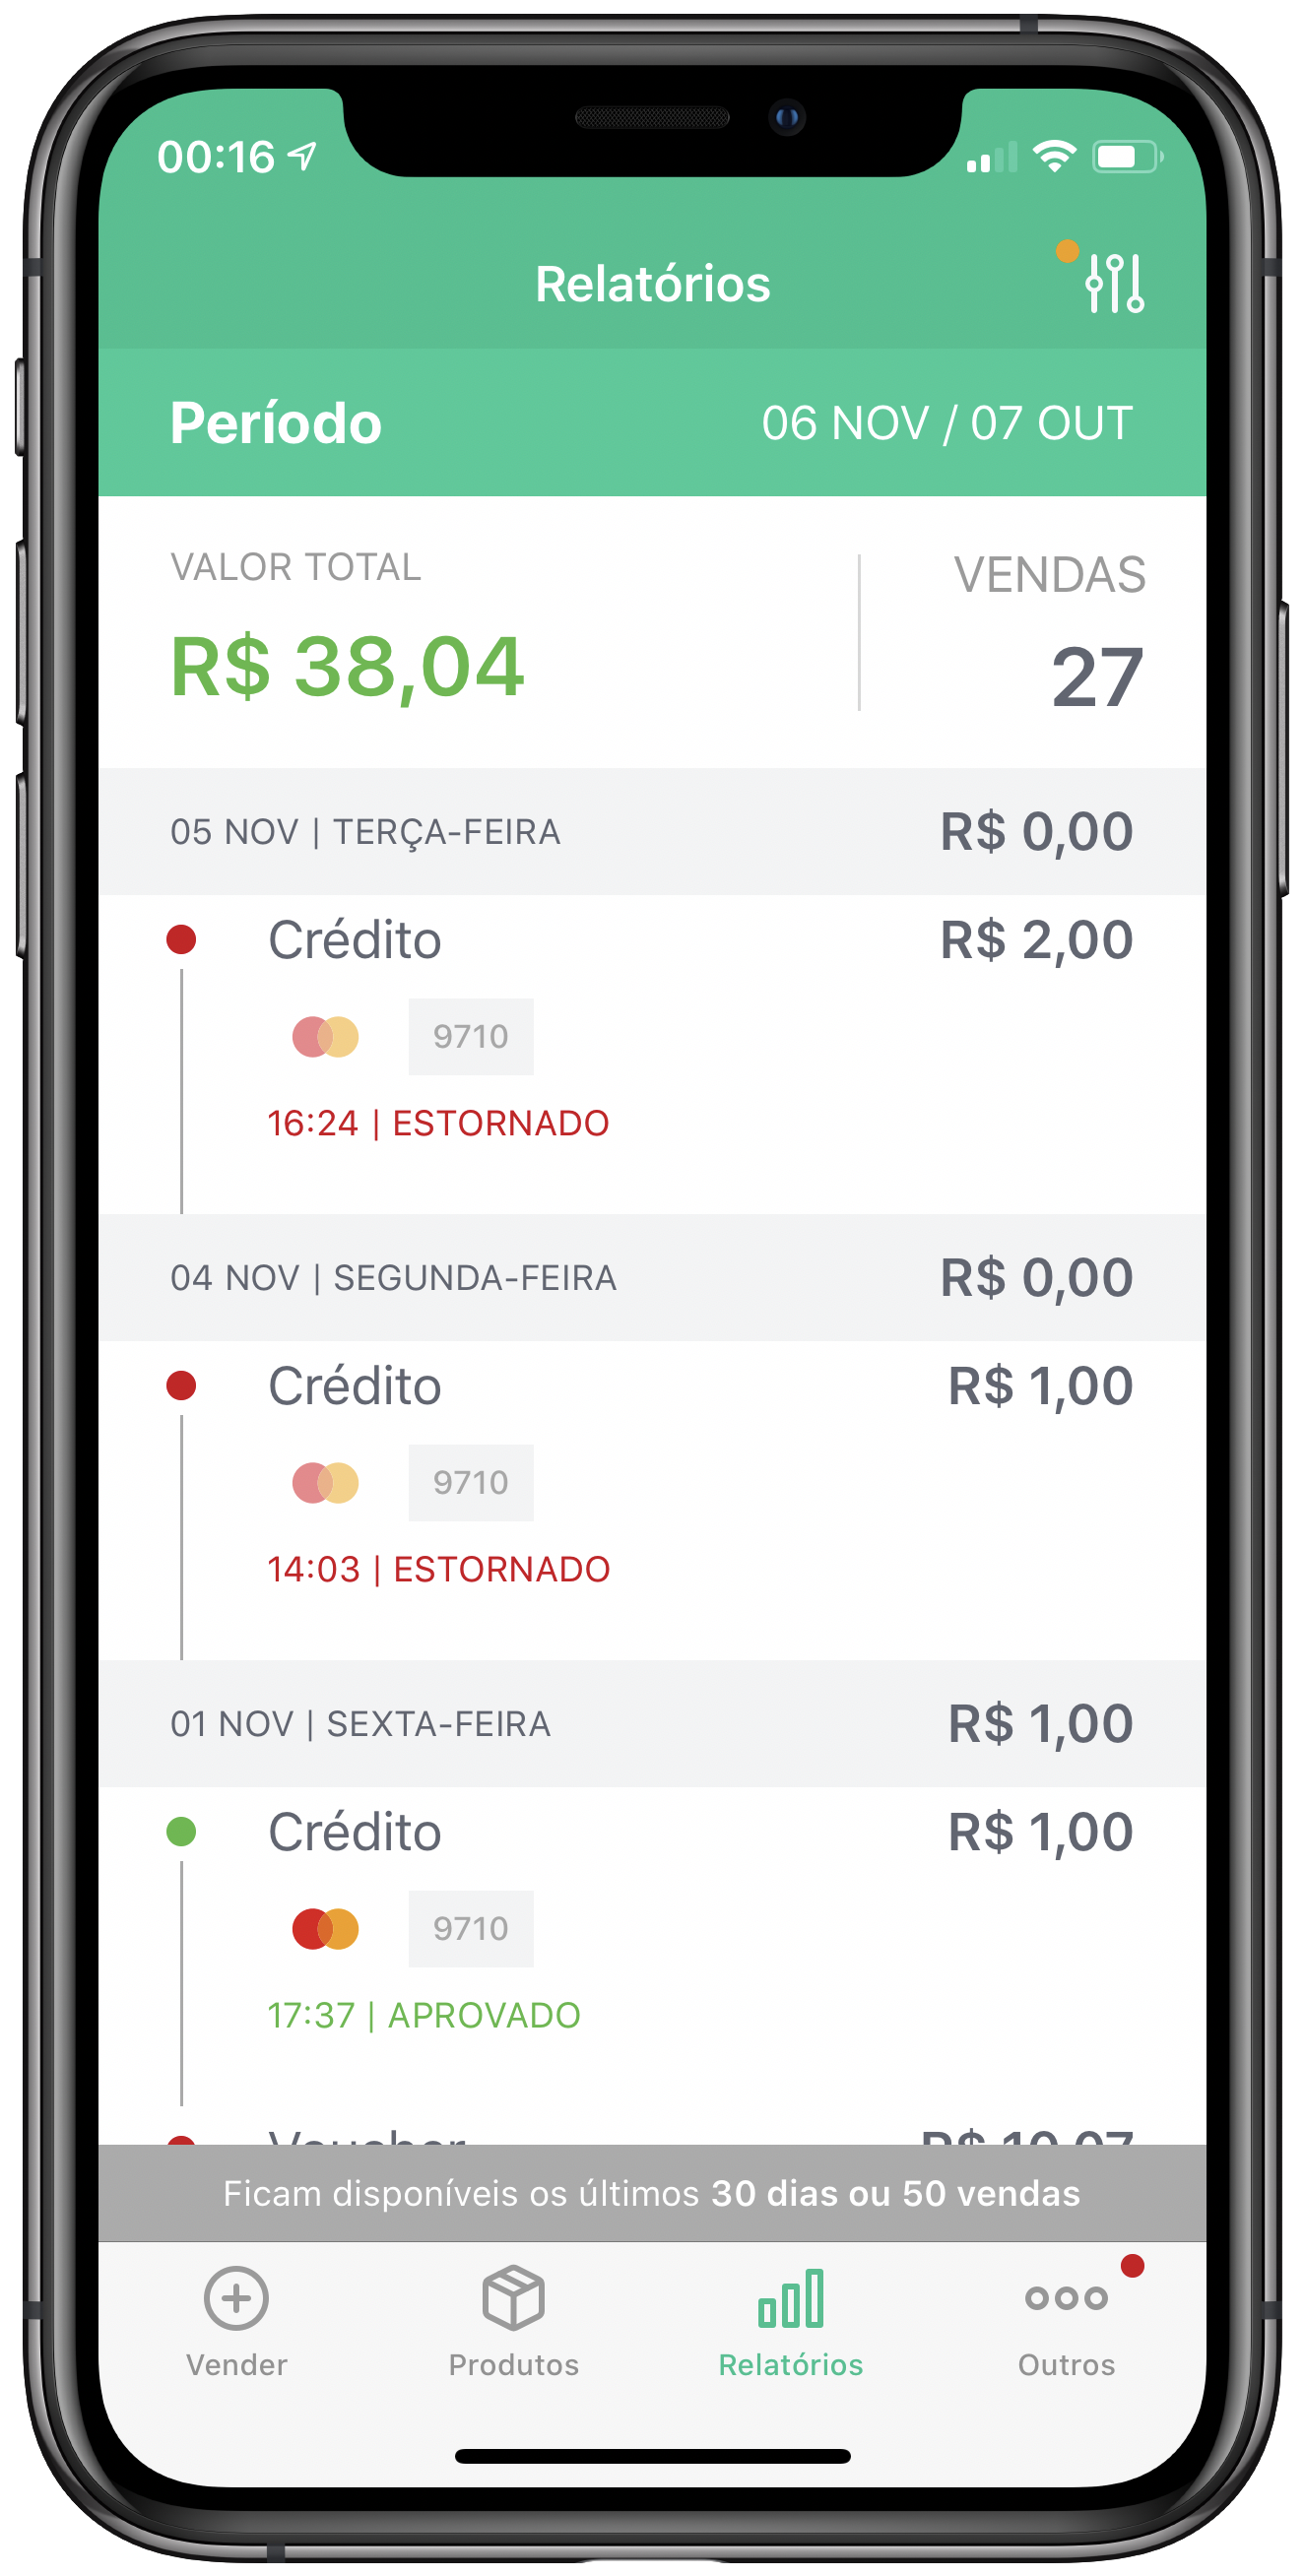 00:16
Relatórios
Período 06 NOV / 07 OUT
VALOR TOTAL VENDAS
R$ 38,04 27
05 NOV | TERÇA-FEIRA R$ 0,00
Crédito R$ 2,00
9710
16:24 | ESTORNADO
04 NOV | SEGUNDA-FEIRA R$ 0,00
Crédito R$ 1,00
9710
14:03 | ESTORNADO
01 NOV | SEXTA-FEIRA R$ 1,00
Crédito R$ 1,00
9710
17:37 | APROVADO
Voucher
Ficam disponíveis os últimos 30 dias ou 50 vendas
Vender Produtos Relatórios Outros